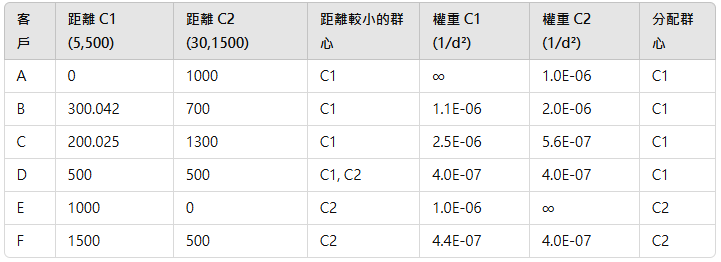 客戶 距離 C1 (5,500) 距離 C2 (30,1500) 距離較小的群心 權重 C1 (1/d²) 權重 C2 (1/d²) 分配群心
A 0 1000 C1 ∞ 1.0E-06 C1
B 300.042 700 C1 1.1E-06 2.0E-06 C1
C 200.025 1300 C1 2.5E-06 5.6E-07 C1
D 500 500 C1, C2 4.0E-07 4.0E-07 C1
E 1000 0 C2 1.0E-06 ∞ C2
F 1500 500 C2 4.4E-07 4.0E-07 C2